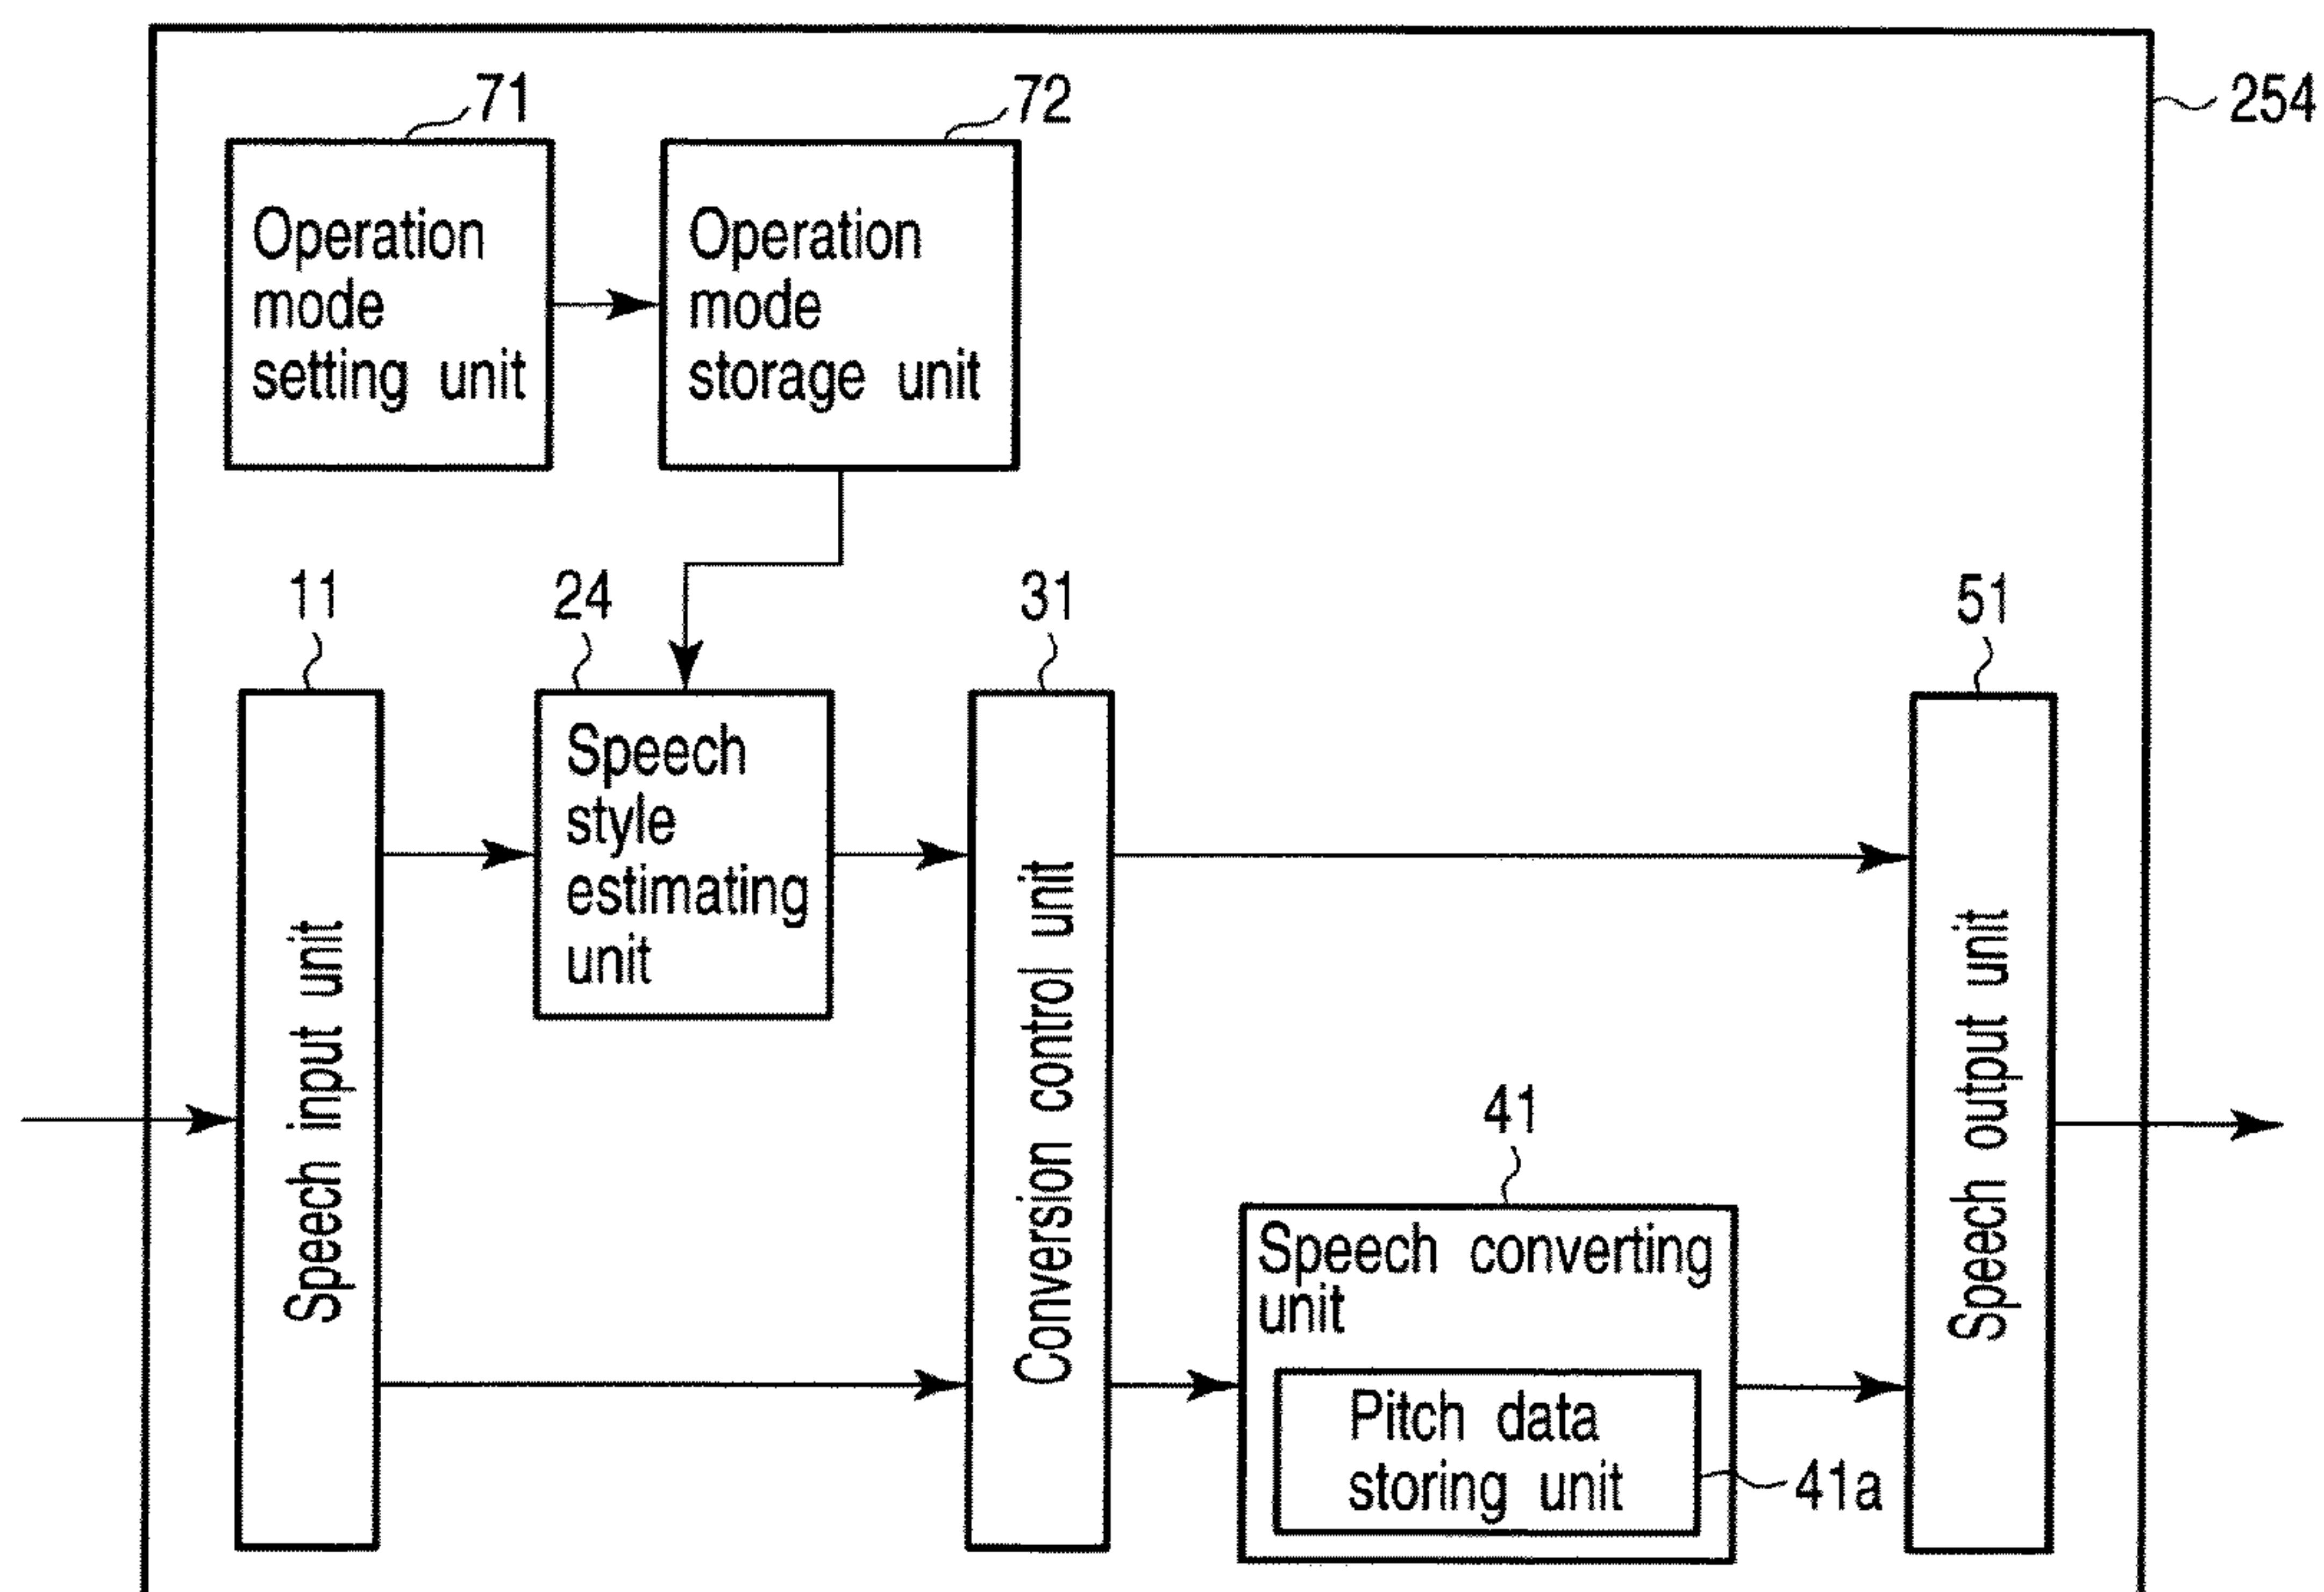 71
72
254
Operation
mode
setting unit
Operation
mode
storage unit
11
24
31
51
Speech input unit
Speech
style
estimating
unit
Conversion control unit
Speech output unit
41
Speech converting
unit
Pitch data
storing unit
41a